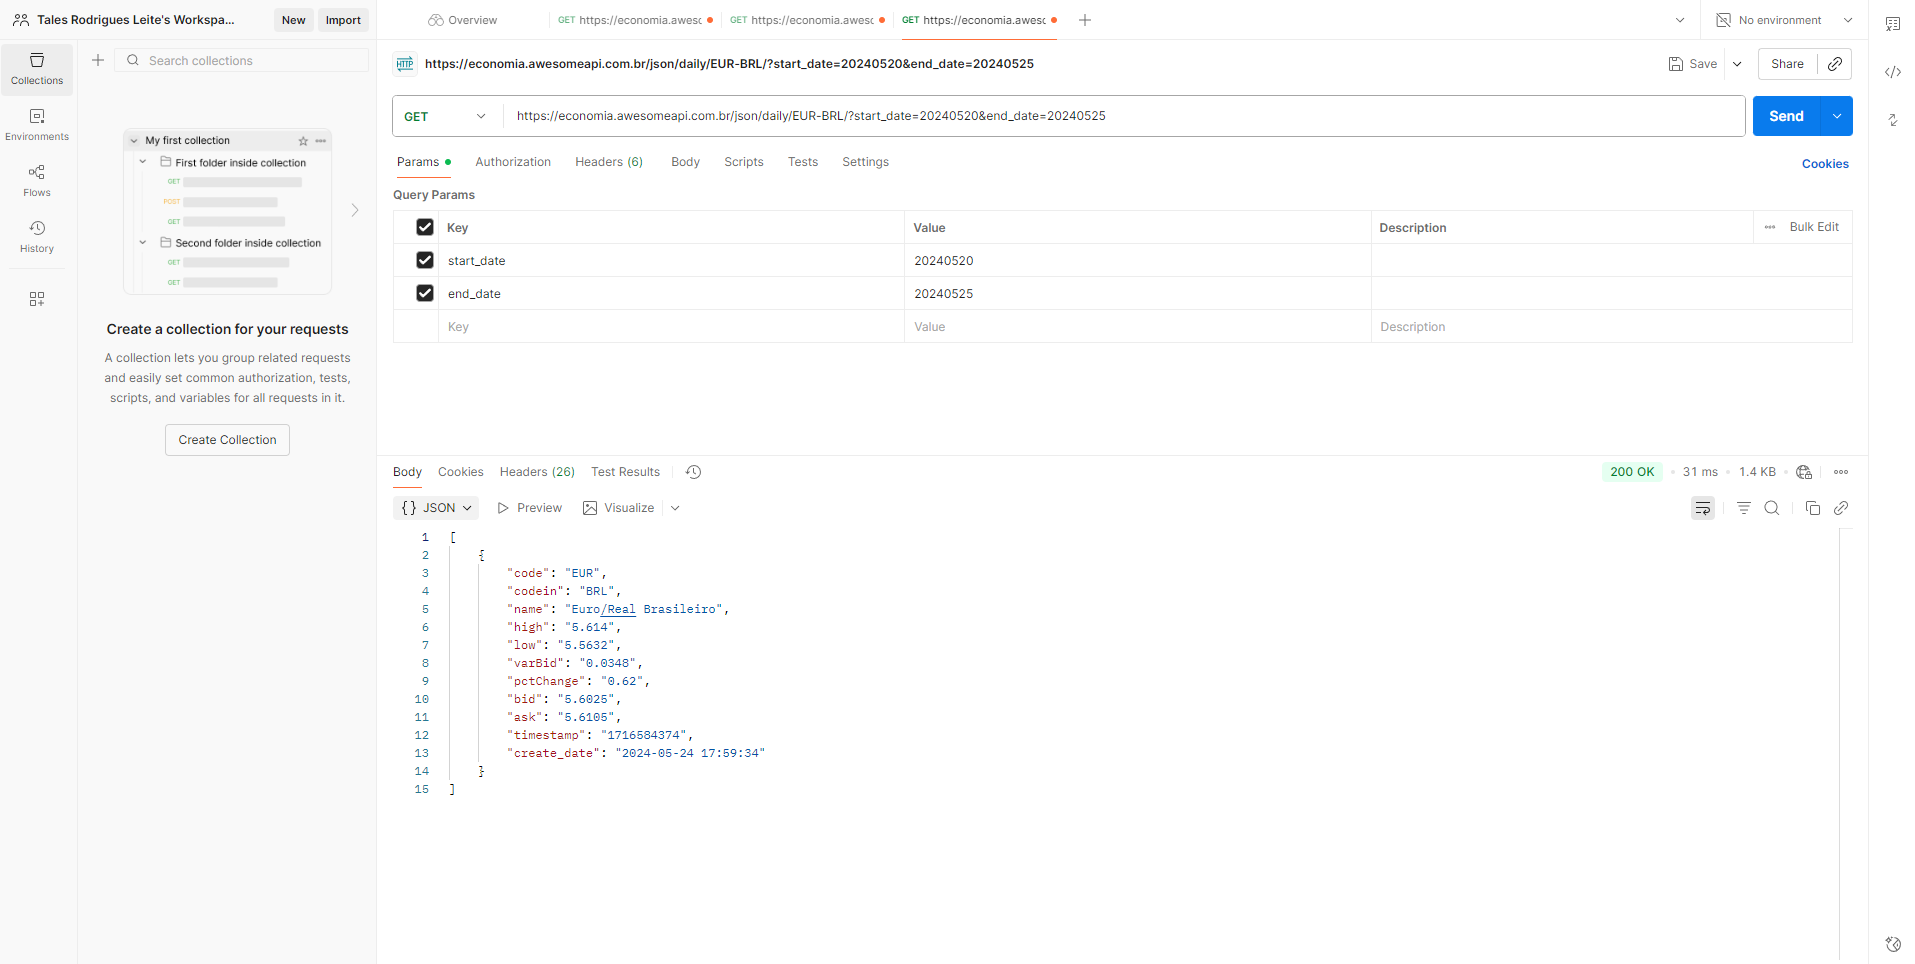 Tales Rodrigues Leite's Workspa...
New
Import
Overview
GET https://economia.awesc
GET https://economia.awesc
GET https://economia.awesc
No environment
Collections
Environments
Flows
History
Search collections
My first collection
First folder inside collection
GET
POST
GET
Second folder inside collection
GET
GET
Create a collection for your requests
A collection lets you group related requests
and easily set common authorization, tests,
scripts, and variables for all requests in it.
Create Collection
HTTP
https://economia.awesomeapi.com.br/json/daily/EUR-BRL/?start_date=20240520&end_date=20240525
Save
Share
GET
https://economia.awesomeapi.com.br/json/daily/EUR-BRL/?start_date=20240520&end_date=20240525
Send
Params
Authorization
Headers (6)
Body
Scripts
Tests
Settings
Cookies
Query Params
Key Value Description Bulk Edit
start_date 20240520
end_date 20240525
Key Value Description
Body
Cookies
Headers (26)
Test Results
200 OK
31 ms
1.4 KB
{} JSON
Preview
Visualize
1 [
2 {
3 "code": "EUR",
4 "codein": "BRL",
5 "name": "Euro/Real Brasileiro",
6 "high": "5.614",
7 "low": "5.5632",
8 "varBid": "0.0348",
9 "pctChange": "0.62",
10 "bid": "5.6025",
11 "ask": "5.6105",
12 "timestamp": "1716584374",
13 "create_date": "2024-05-24 17:59:34"
14 }
15 ]